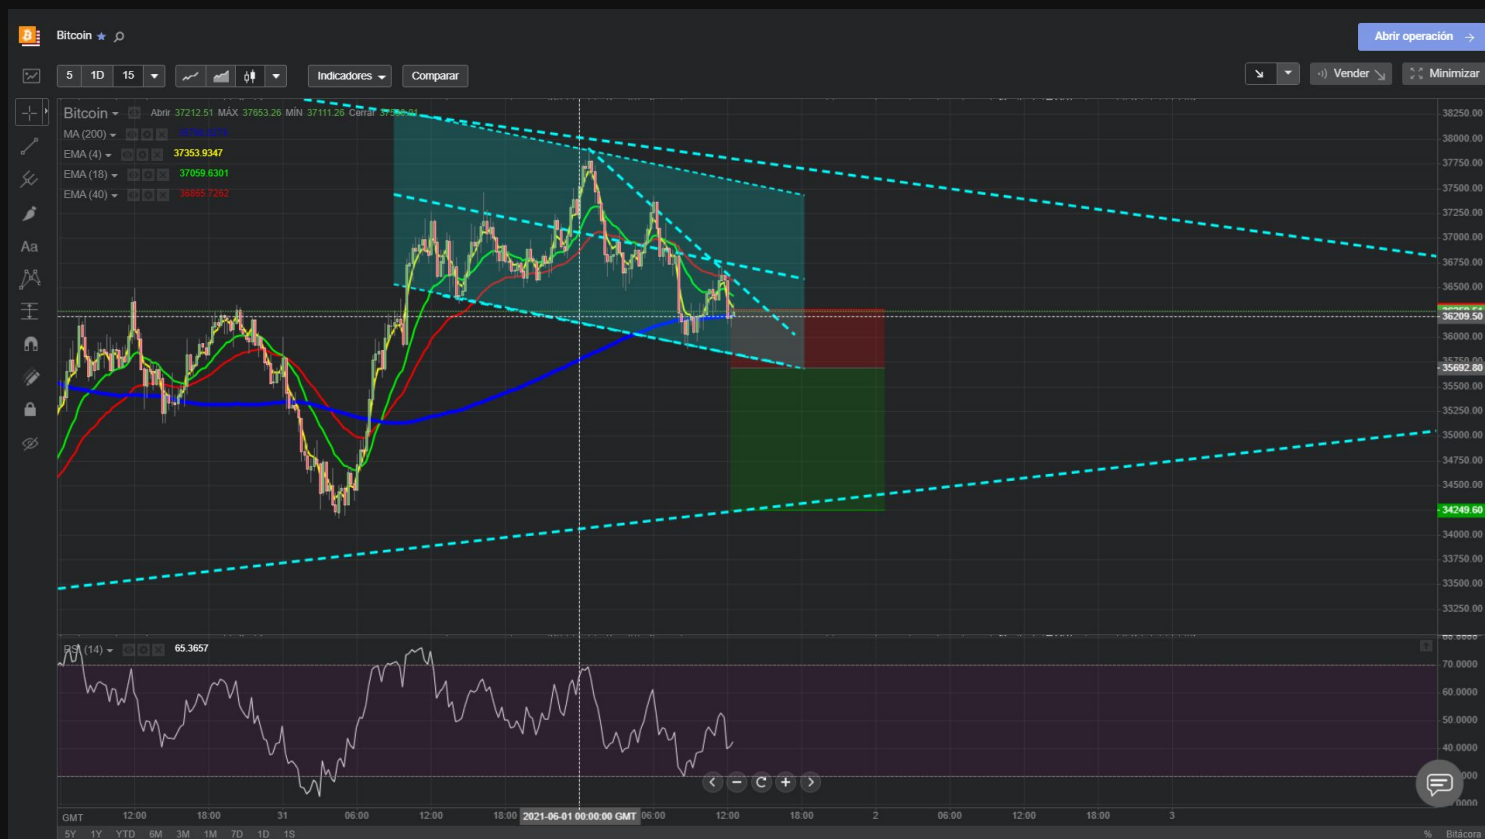 Bitcoin
Abrir operación
5 1D 15 Indicadores Comparar Vender Minimizar
Bitcoin Abrir 37212.51 MÁX 37653.26 MÍN 37111.26 Cerrar
MA (200)
EMA (4) 37353.9347
EMA (18) 37059.6301
EMA (40) 36865.7262
Aa
38250.00
38000.00
37750.00
37500.00
37250.00
37000.00
36750.00
36500.00
36209.50
36000.00
35692.80
35500.00
35250.00
35000.00
34750.00
34500.00
34249.60
34000.00
33750.00
33500.00
33250.00
RSI (14) 65.3657
70.0000
60.0000
50.0000
40.0000
GMT 12:00 18:00 31 06:00 12:00 18:00 2021-06-01 00:00:00 GMT 06:00 12:00 18:00 2 06:00 12:00 18:00 3
5Y 1Y YTD 6M 3M 1M 7D 1D 1S % Bitácora